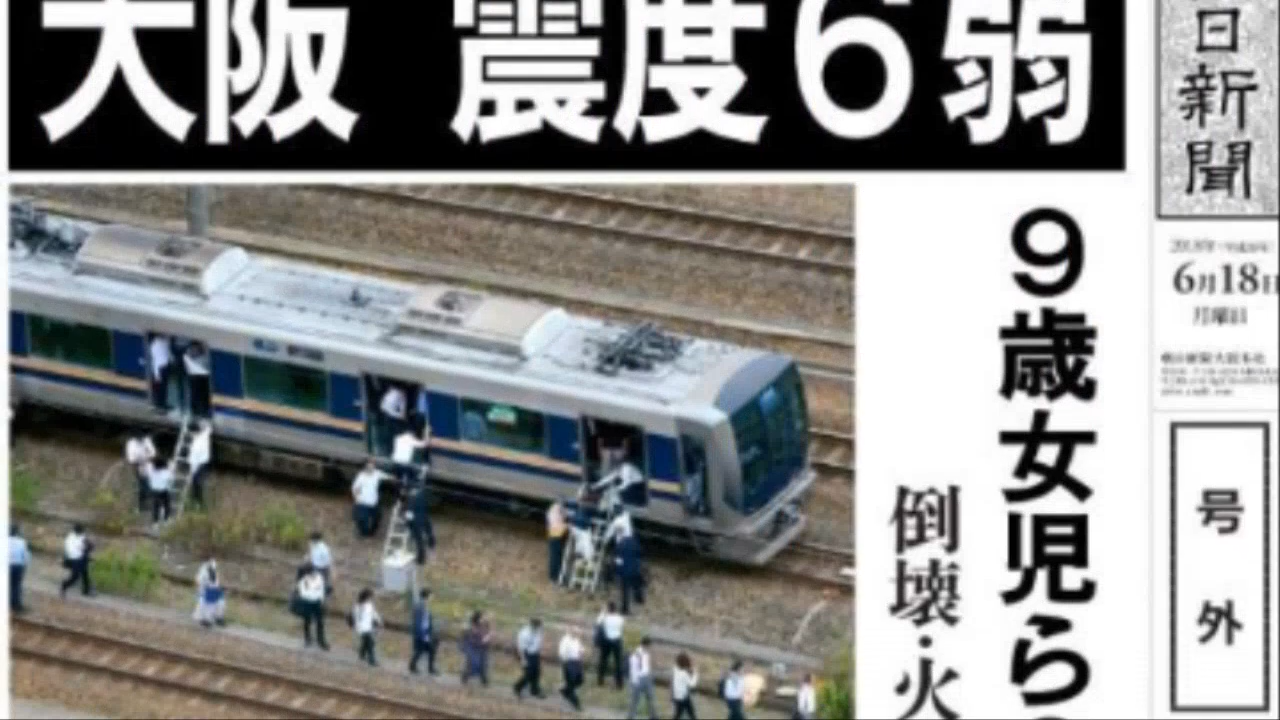 大阪 震度6弱
日新聞
6月18日
月曜日
号外
9歳女児ら
倒壊・火